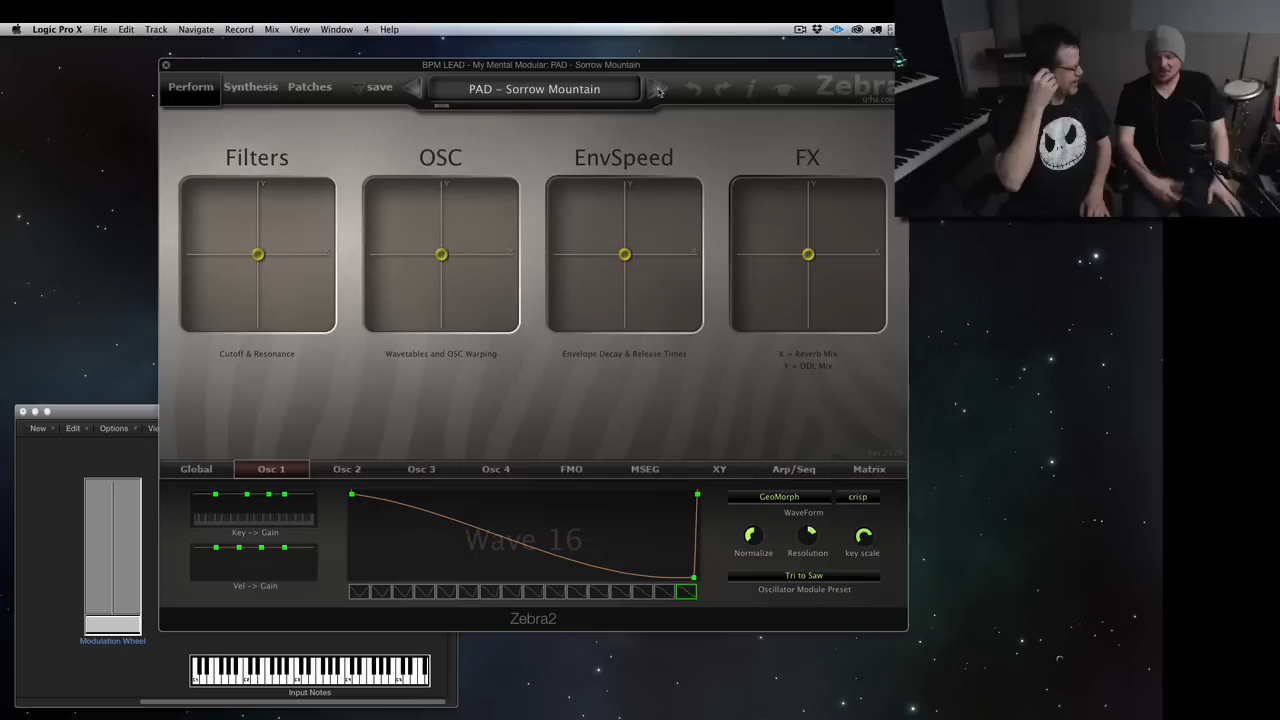 Logic Pro X File Edit Track Navigate Record Mix View Window 4 Help
BPM LEAD - My Mental Modular: PAD - Sorrow Mountain
Perform Synthesis Patches save PAD - Sorrow Mountain
Zebra
u-he.com
Filters OSC EnvSpeed FX
Y Y Y Y
X X X X
Cutoff & Resonance Wavetables and OSC Warping Envelope Decay & Release Times X = Reverb Mix
Y = DDL Mix
New Edit Options
Global Osc 1 Osc 2 Osc 3 Osc 4 FMO MSEG XY Arp/Seq Matrix
GeoMorph crisp
WaveForm
Key -> Gain
Wave 16
Normalize Resolution key scale
Tri to Saw
Vel -> Gain
Oscillator Module Preset
Zebra2
Modulation Wheel
Input Notes